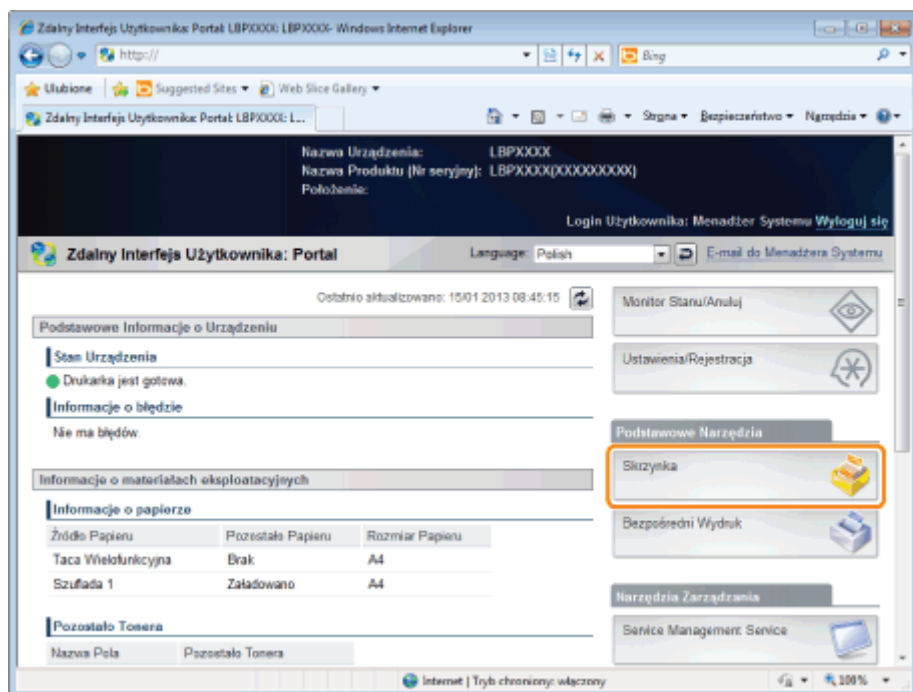 Zdalny Interfejs Użytkownika: Portal: LBPXXXX: LBPXXXX- Windows Internet Explorer
http://
Bing
Ulubione Suggested Sites Web Slice Gallery
Zdalny Interfejs Użytkownika: Portal: LBPXXXX: L... Strona Bezpieczeństwo Narzędzia
Nazwa Urządzenia: LBPXXXX
Nazwa Produktu (Nr seryjny): LBPXXXX(XXXXXXXXX)
Położenie:
Login Użytkownika: Menadżer Systemu Wyloguj się
Zdalny Interfejs Użytkownika: Portal Language: Polish E-mail do Menadżera Systemu
Ostatnio aktualizowano: 15/01 2013 08:45:15
Podstawowe Informacje o Urządzeniu
Stan Urządzenia
Drukarka jest gotowa.
Informacje o błędzie
Nie ma błędów.
Informacje o materiałach eksploatacyjnych
Informacje o papierze
Źródło Papieru Pozostało Papieru Rozmiar Papieru
Taca Wielofunkcyjna Brak A4
Szuflada 1 Załadowano A4
Pozostało Tonera
Nazwa Pola Pozostało Tonera
Monitor Stanu/Anuluj
Ustawienia/Rejestracja
Podstawowe Narzędzia
Skrzynka
Bezpośredni Wydruk
Narzędzia Zarządzania
Service Management Service
Internet | Tryb chroniony: włączony 100%